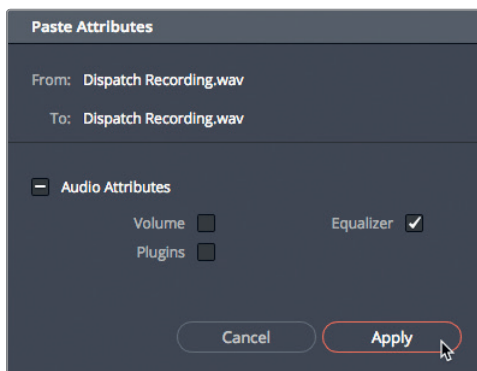 Paste Attributes
From: Dispatch Recording.wav
To: Dispatch Recording.wav
Audio Attributes
Volume Equalizer
Plugins
Cancel Apply